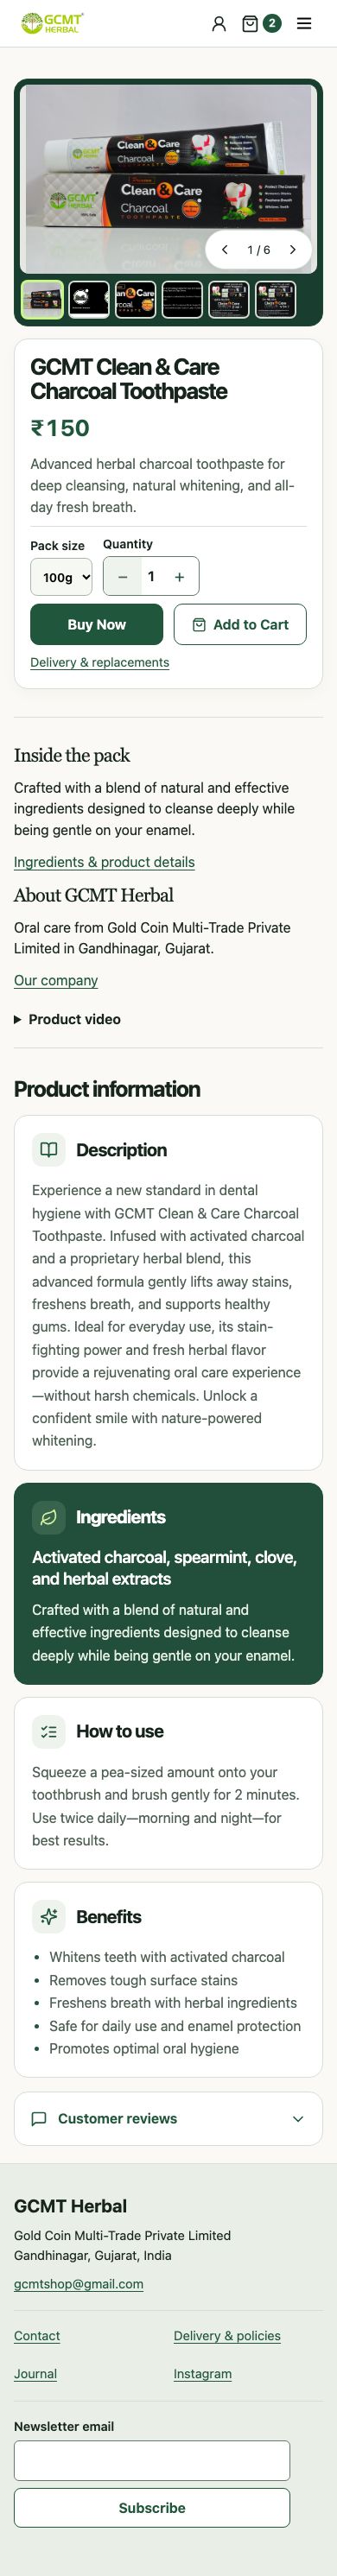 GCMT
HERBAL
2
GCMT
HERBAL
Clean & Care
Charcoal
GCMT
HERBAL
Clean & Care
Charcoal
TOOTHPASTE
1 / 6
GCMT Clean & Care
Charcoal Toothpaste
₹150
Advanced herbal charcoal toothpaste for
deep cleansing, natural whitening, and all-
day fresh breath.
Pack size
Quantity
100g
− 1 +
Buy Now
Add to Cart
Delivery & replacements
Inside the pack
Crafted with a blend of natural and effective
ingredients designed to cleanse deeply while
being gentle on your enamel.
Ingredients & product details
About GCMT Herbal
Oral care from Gold Coin Multi-Trade Private
Limited in Gandhinagar, Gujarat.
Our company
Product video
Product information
Description
Experience a new standard in dental
hygiene with GCMT Clean & Care Charcoal
Toothpaste. Infused with activated charcoal
and a proprietary herbal blend, this
advanced formula gently lifts away stains,
freshens breath, and supports healthy
gums. Ideal for everyday use, its stain-
fighting power and fresh herbal flavor
provide a rejuvenating oral care experience
—without harsh chemicals. Unlock a
confident smile with nature-powered
whitening.
Ingredients
Activated charcoal, spearmint, clove,
and herbal extracts
Crafted with a blend of natural and
effective ingredients designed to cleanse
deeply while being gentle on your enamel.
How to use
Squeeze a pea-sized amount onto your
toothbrush and brush gently for 2 minutes.
Use twice daily—morning and night—for
best results.
Benefits
• Whitens teeth with activated charcoal
• Removes tough surface stains
• Freshens breath with herbal ingredients
• Safe for daily use and enamel protection
• Promotes optimal oral hygiene
Customer reviews
GCMT Herbal
Gold Coin Multi-Trade Private Limited
Gandhinagar, Gujarat, India
gcmtshop@gmail.com
Contact
Delivery & policies
Journal
Instagram
Newsletter email
Subscribe